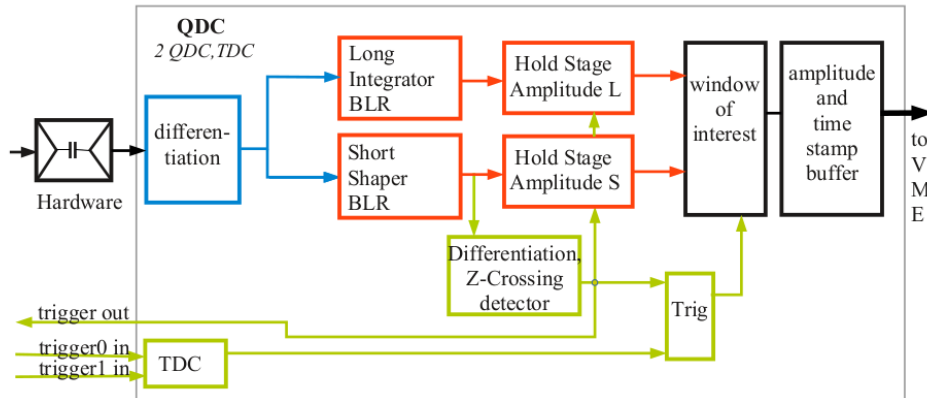 QDC
2 QDC,TDC
Hardware
differen-
tiation
Long
Integrator
BLR
Short
Shaper
BLR
Hold Stage
Amplitude L
Hold Stage
Amplitude S
window
of
interest
amplitude
and
time
stamp
buffer
to
V
M
E
Differentiation,
Z-Crossing
detector
Trig
trigger out
trigger0 in
trigger1 in
TDC